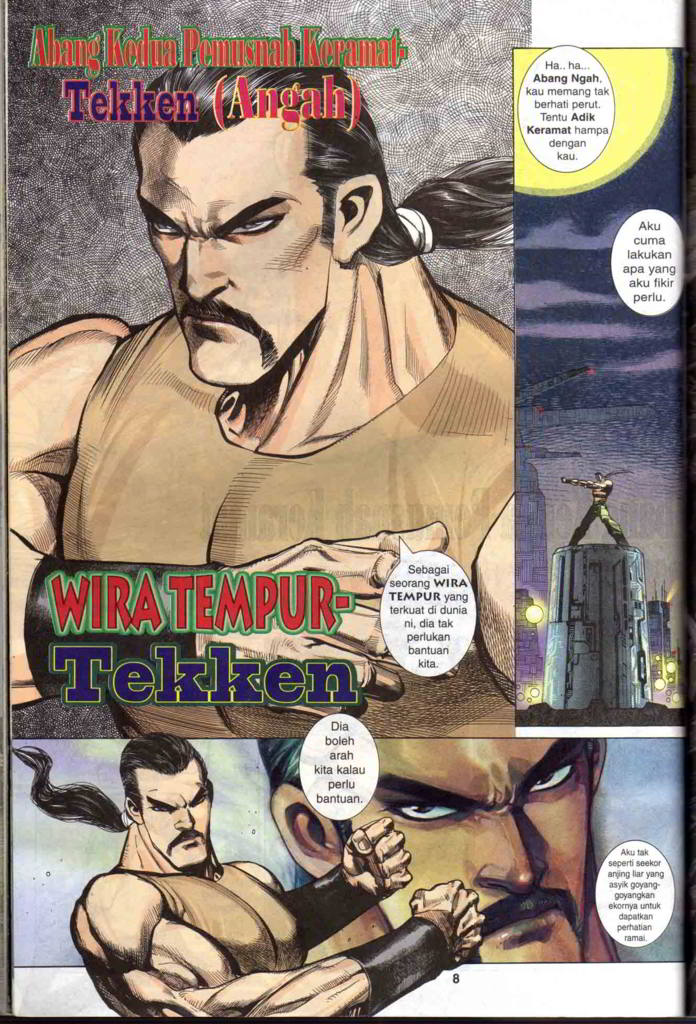 Abang Kedua Pemusnah Keramat-
Tekken (Angah)
Ha.. ha...
Abang Ngah,
kau memang tak
berhati perut.
Tentu Adik
Keramat hampa
dengan
kau.
Aku
cuma
lakukan
apa yang
aku fikir
perlu.
WIRA TEMPUR-
Tekken
Sebagai
seorang WIRA
TEMPUR yang
terkuat di dunia
ni, dia tak
perlukan
bantuan
kita.
Dia
boleh
arah
kita kalau
perlu
bantuan.
Aku tak
seperti seekor
anjing liar yang
asyik goyang-
goyangkan
ekornya untuk
dapatkan
perhatian
ramai.
8